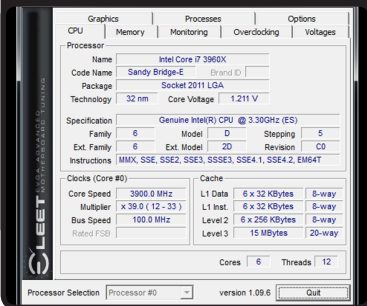 Graphics Processes Options
CPU Memory Monitoring Overclocking Voltages
Processor
Name Intel Core i7 3960X
Code Name Sandy Bridge-E Brand ID
Package Socket 2011 LGA
Technology 32 nm Core Voltage 1.211 V
Specification Genuine Intel(R) CPU @ 3.30GHz (ES)
Family 6 Model D Stepping 5
Ext. Family 6 Ext. Model 2D Revision C0
Instructions MMX, SSE, SSE2, SSE3, SSSE3, SSE4.1, SSE4.2, EM64T
Clocks (Core #0) Cache
Core Speed 3900.0 MHz L1 Data 6 x 32 KBytes 8-way
Multiplier x 39.0 ( 12 - 33 ) L1 Inst. 6 x 32 KBytes 8-way
Bus Speed 100.0 MHz Level 2 6 x 256 KBytes 8-way
Rated FSB Level 3 15 MBytes 20-way
Cores 6 Threads 12
Processor Selection Processor #0 version 1.09.6 Quit
ELEET EVGA ADVANCED
MOTHERBOARD TUNING